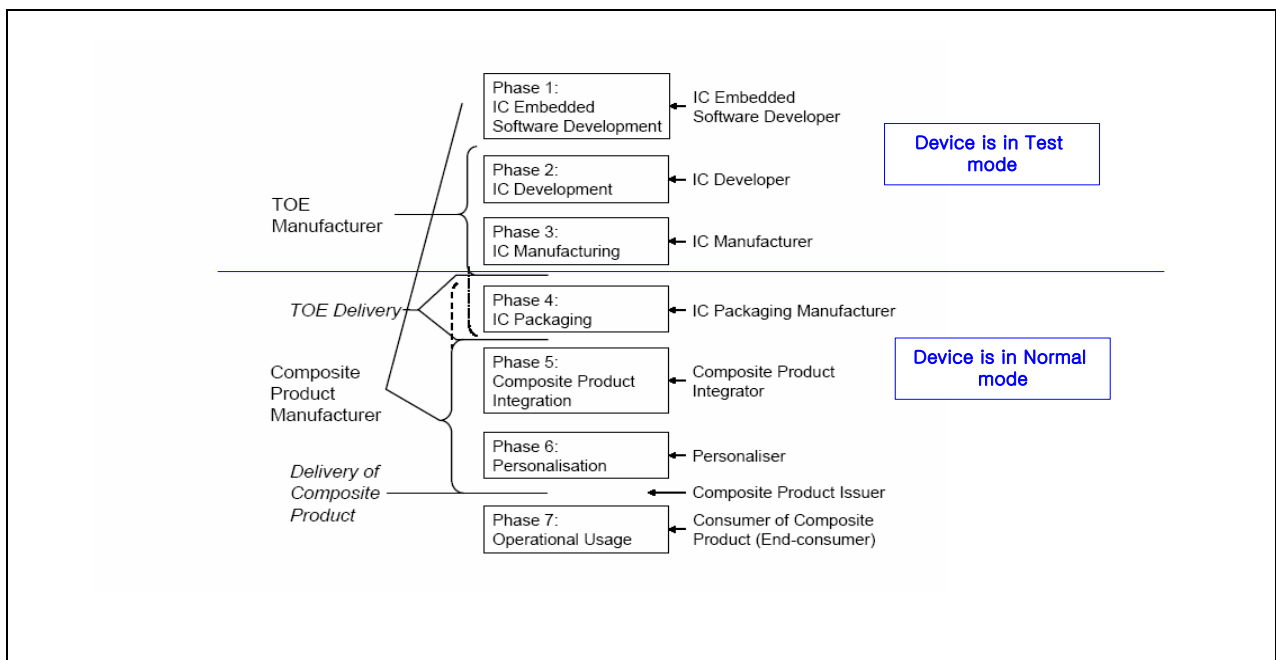 Phase 1:
IC Embedded
Software Development
IC Embedded
Software Developer
Device is in Test
mode
Phase 2:
IC Development
IC Developer
TOE
Manufacturer
Phase 3:
IC Manufacturing
IC Manufacturer
TOE Delivery
Phase 4:
IC Packaging
IC Packaging Manufacturer
Device is in Normal
mode
Composite
Product
Manufacturer
Phase 5:
Composite Product
Integration
Composite Product
Integrator
Phase 6:
Personalisation
Personaliser
Delivery of
Composite
Product
Composite Product Issuer
Phase 7:
Operational Usage
Consumer of Composite
Product (End-consumer)